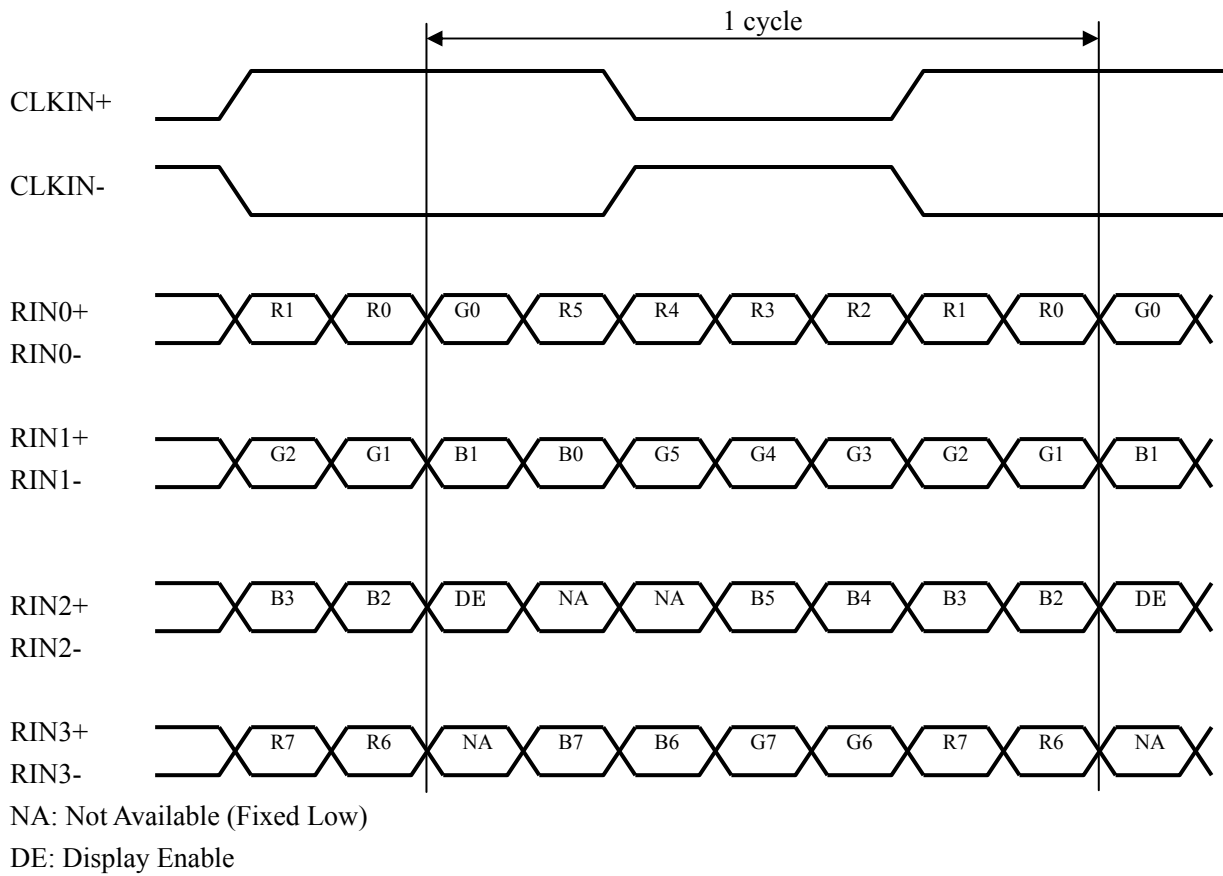 1 cycle
CLKIN+
CLKIN-
RIN0+
R1 R0 G0 R5 R4 R3 R2 R1 R0 G0
RIN0-
RIN1+
G2 G1 B1 B0 G5 G4 G3 G2 G1 B1
RIN1-
RIN2+
B3 B2 DE NA NA B5 B4 B3 B2 DE
RIN2-
RIN3+
R7 R6 NA B7 B6 G7 G6 R7 R6 NA
RIN3-
NA: Not Available (Fixed Low)
DE: Display Enable